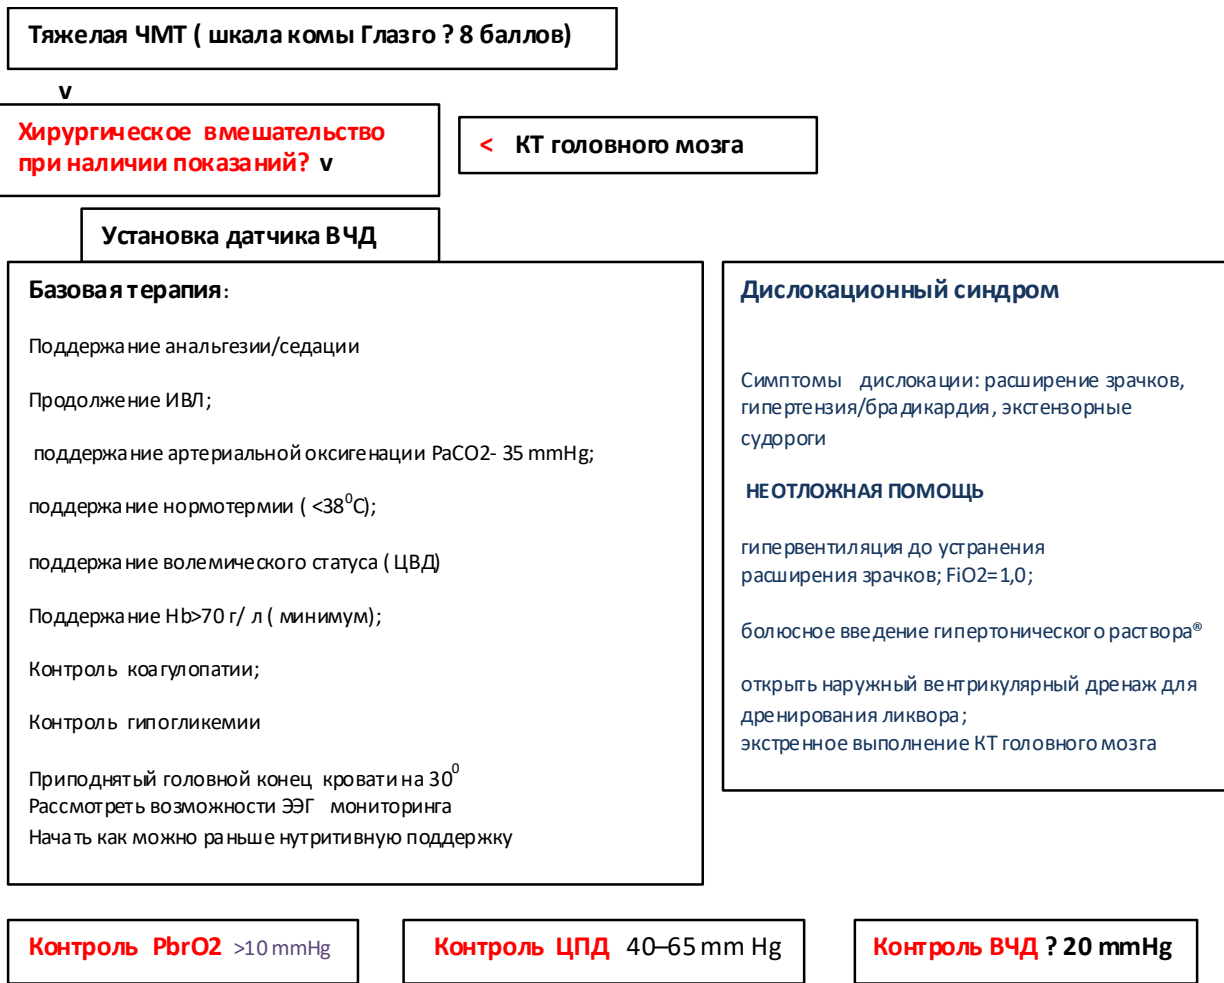 Тяжелая ЧМТ ( шкала комы Глазго ? 8 баллов)
v
Хирургическое вмешательство
при наличии показаний? v
< КТ головного мозга
Установка датчика ВЧД
Базовая терапия:
Поддержание анальгезии/седации
Продолжение ИВЛ;
поддержание артериальной оксигенации PaCO2- 35 mmHg;
поддержание нормотермии ( <38⁰C);
поддержание волемического статуса ( ЦВД)
Поддержание Hb>70 г/ л ( минимум);
Контроль коагулопатии;
Контроль гипогликемии
Приподнятый головной конец кровати на 30⁰
Рассмотреть возможности ЭЭГ мониторинга
Начать как можно раньше нутритивную поддержку
Дислокационный синдром
Симптомы дислокации: расширение зрачков,
гипертензия/брадикардия, экстензорные
судороги
НЕОТЛОЖНАЯ ПОМОЩЬ
гипервентиляция до устранения
расширения зрачков; FiO2=1,0;
болюсное введение гипертонического раствора®
открыть наружный вентрикулярный дренаж для
дренирования ликвора;
экстренное выполнение КТ головного мозга
Контроль PbrO2 >10 mmHg
Контроль ЦПД 40–65 mm Hg
Контроль ВЧД ? 20 mmHg